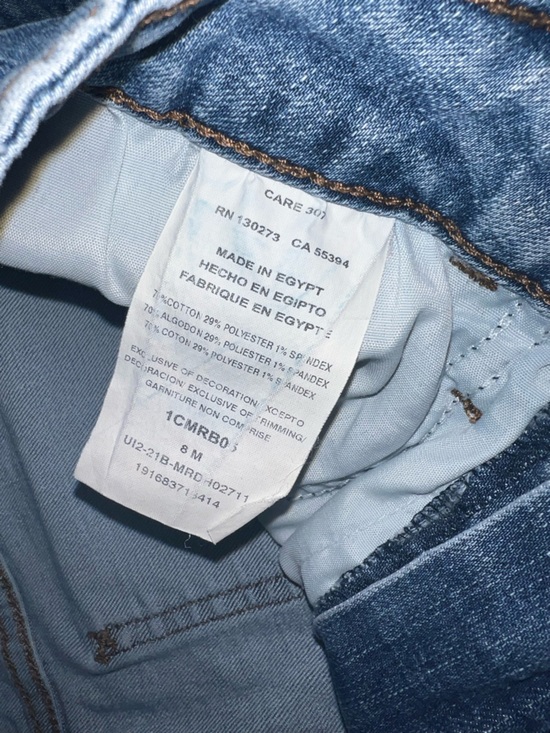 CARE 307
RN 130273 CA 55394
MADE IN EGYPT
HECHO EN EGIPTO
FABRIQUE EN EGYPTE
70%COTTON 29% POLYESTER 1% SPANDEX
70% ALGODON 29% POLIESTER 1% SPANDEX
70% COTON 29% POLYESTER 1% SPANDEX
EXCLUSIVE OF DECORATION/EXCEPTO
DECORACION/EXCLUSIVE OF TRIMMING/
GARNITURE NON COMPRISE
8 M